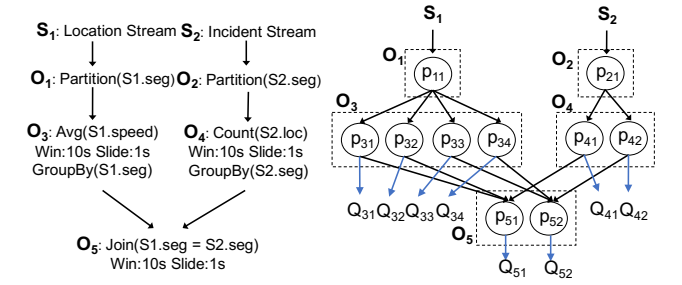 S1: Location Stream
S2: Incident Stream
O1: Partition(S1.seg)
O2: Partition(S2.seg)
O3: Avg(S1.speed)
Win:10s Slide:1s
GroupBy(S1.seg)
O4: Count(S2.loc)
Win:10s Slide:1s
GroupBy(S2.seg)
O5: Join(S1.seg = S2.seg)
Win:10s Slide:1s
S1
S2
O1
p11
O2
p21
O3
O4
p31
p32
p33
p34
p41
p42
Q31
Q32
Q33
Q34
Q41
Q42
p51
p52
O5
Q51
Q52